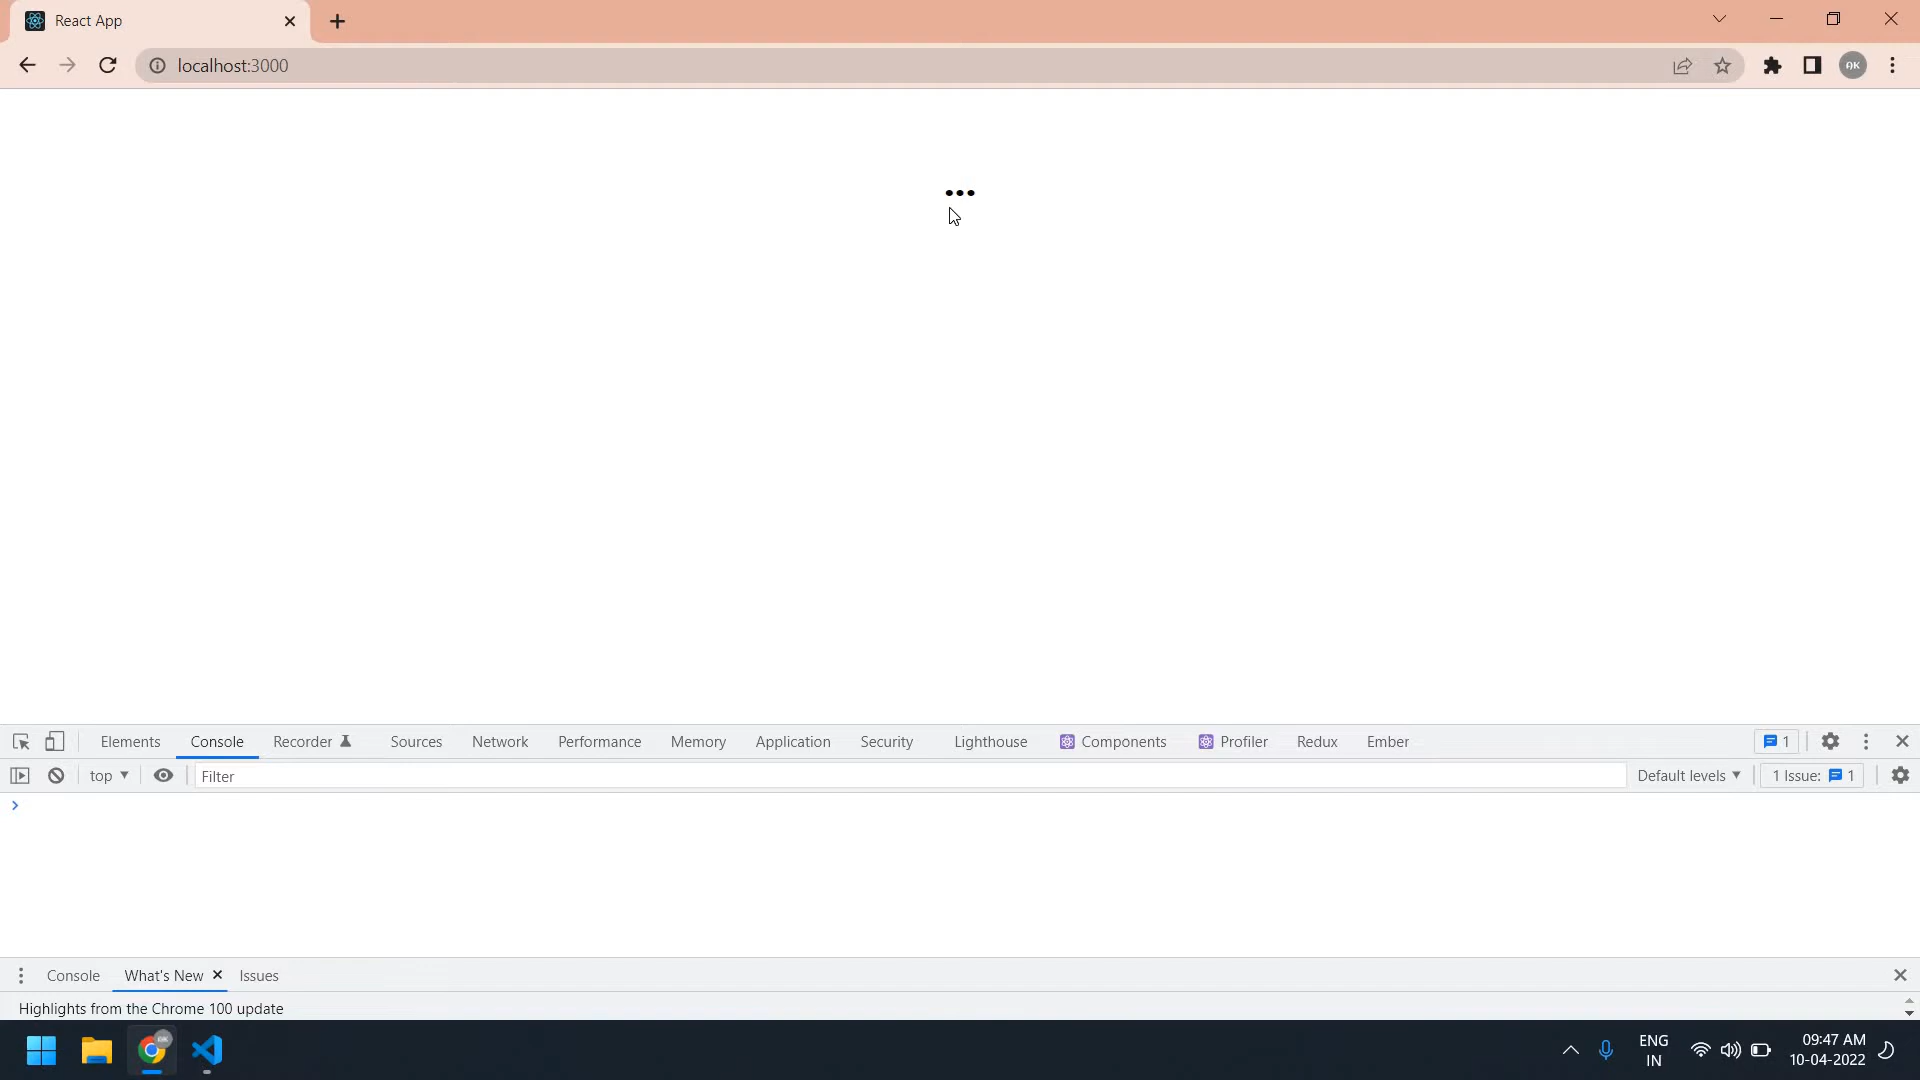 React App
localhost:3000
AK
•••
Elements Console Recorder Sources Network Performance Memory Application Security Lighthouse Components Profiler Redux Ember 1
top Filter Default levels 1 Issue: 1
Console What's New Issues
Highlights from the Chrome 100 update
ENG 09:47 AM
IN 10-04-2022